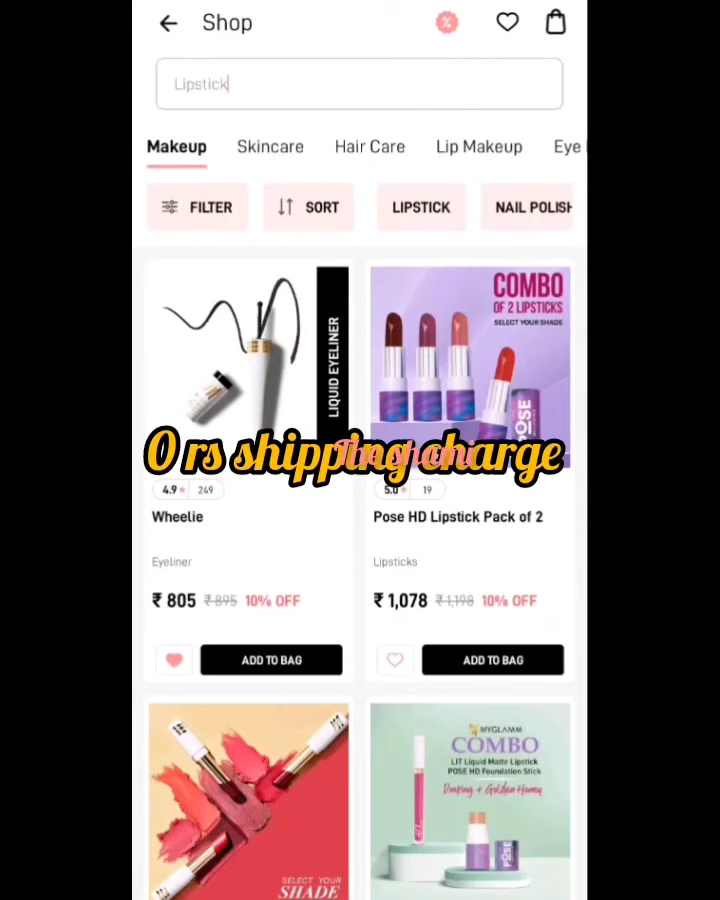 Shop
%
Lipstick
Makeup Skincare Hair Care Lip Makeup Eye
FILTER SORT LIPSTICK NAIL POLISH
LIQUID EYELINER
COMBO
OF 2 LIPSTICKS
SELECT YOUR SHADE
POSE
0 rs shipping charge
4.9 ★ 249
5.0 ★ 19
Wheelie
Pose HD Lipstick Pack of 2
Eyeliner
Lipsticks
₹ 805 ₹ 895 10% OFF
₹ 1,078 ₹ 1,198 10% OFF
ADD TO BAG
ADD TO BAG
SELECT YOUR
SHADE
MYGLAMM
COMBO
LIT Liquid Matte Lipstick
POSE HD Foundation Stick
POSE